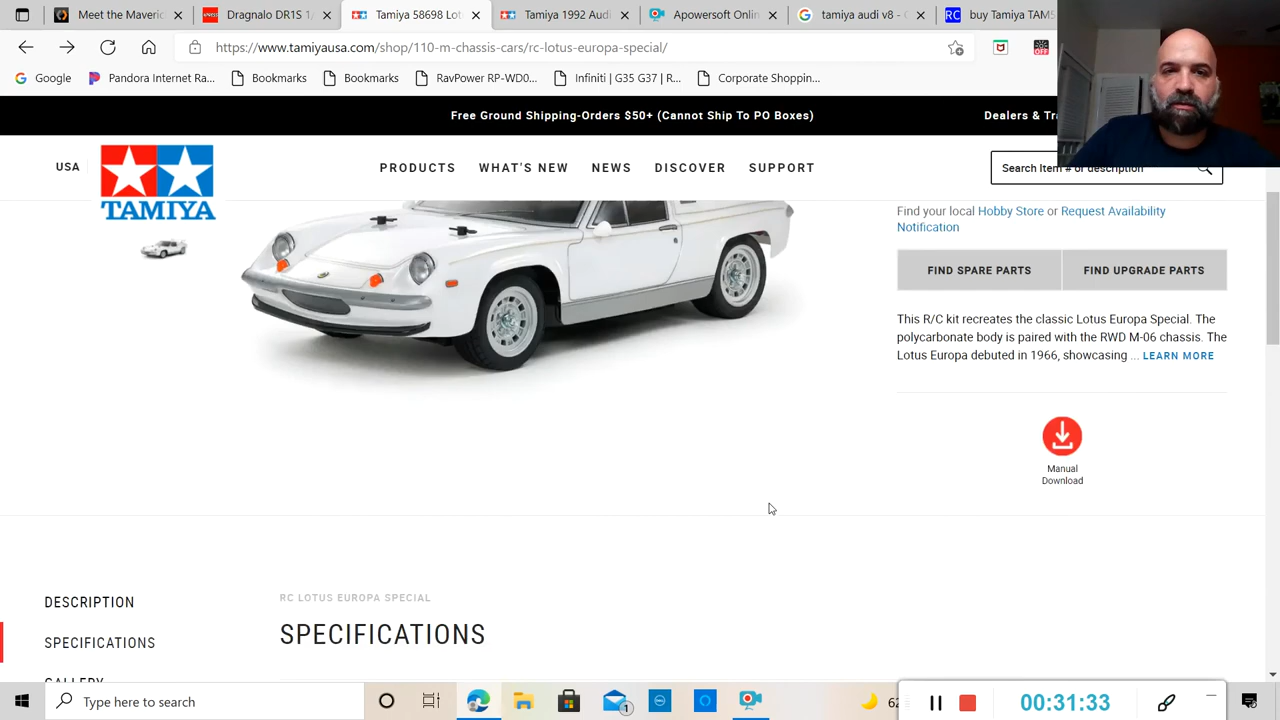 Meet the Maveric
Dragnalo DR1S 1/
Tamiya 58698 Lo
Tamiya 1992 Audi
Apowersoft Onlin
tamiya audi v8 - G
buy Tamiya TAM5
https://www.tamiyausa.com/shop/110-m-chassis-cars/rc-lotus-europa-special/
Google
Pandora Internet Ra...
Bookmarks
Bookmarks
RavPower RP-WD0...
Infiniti | G35 G37 | R...
Corporate Shoppin...
Free Ground Shipping-Orders $50+ (Cannot Ship To PO Boxes)
Dealers & Tra
USA
TAMIYA
PRODUCTS
WHAT'S NEW
NEWS
DISCOVER
SUPPORT
Search Item # or description
Find your local Hobby Store or Request Availability
Notification
FIND SPARE PARTS
FIND UPGRADE PARTS
This R/C kit recreates the classic Lotus Europa Special. The
polycarbonate body is paired with the RWD M-06 chassis. The
Lotus Europa debuted in 1966, showcasing ... LEARN MORE
Manual
Download
DESCRIPTION
SPECIFICATIONS
GALLERY
RC LOTUS EUROPA SPECIAL
SPECIFICATIONS
Type here to search
1
00:31:33